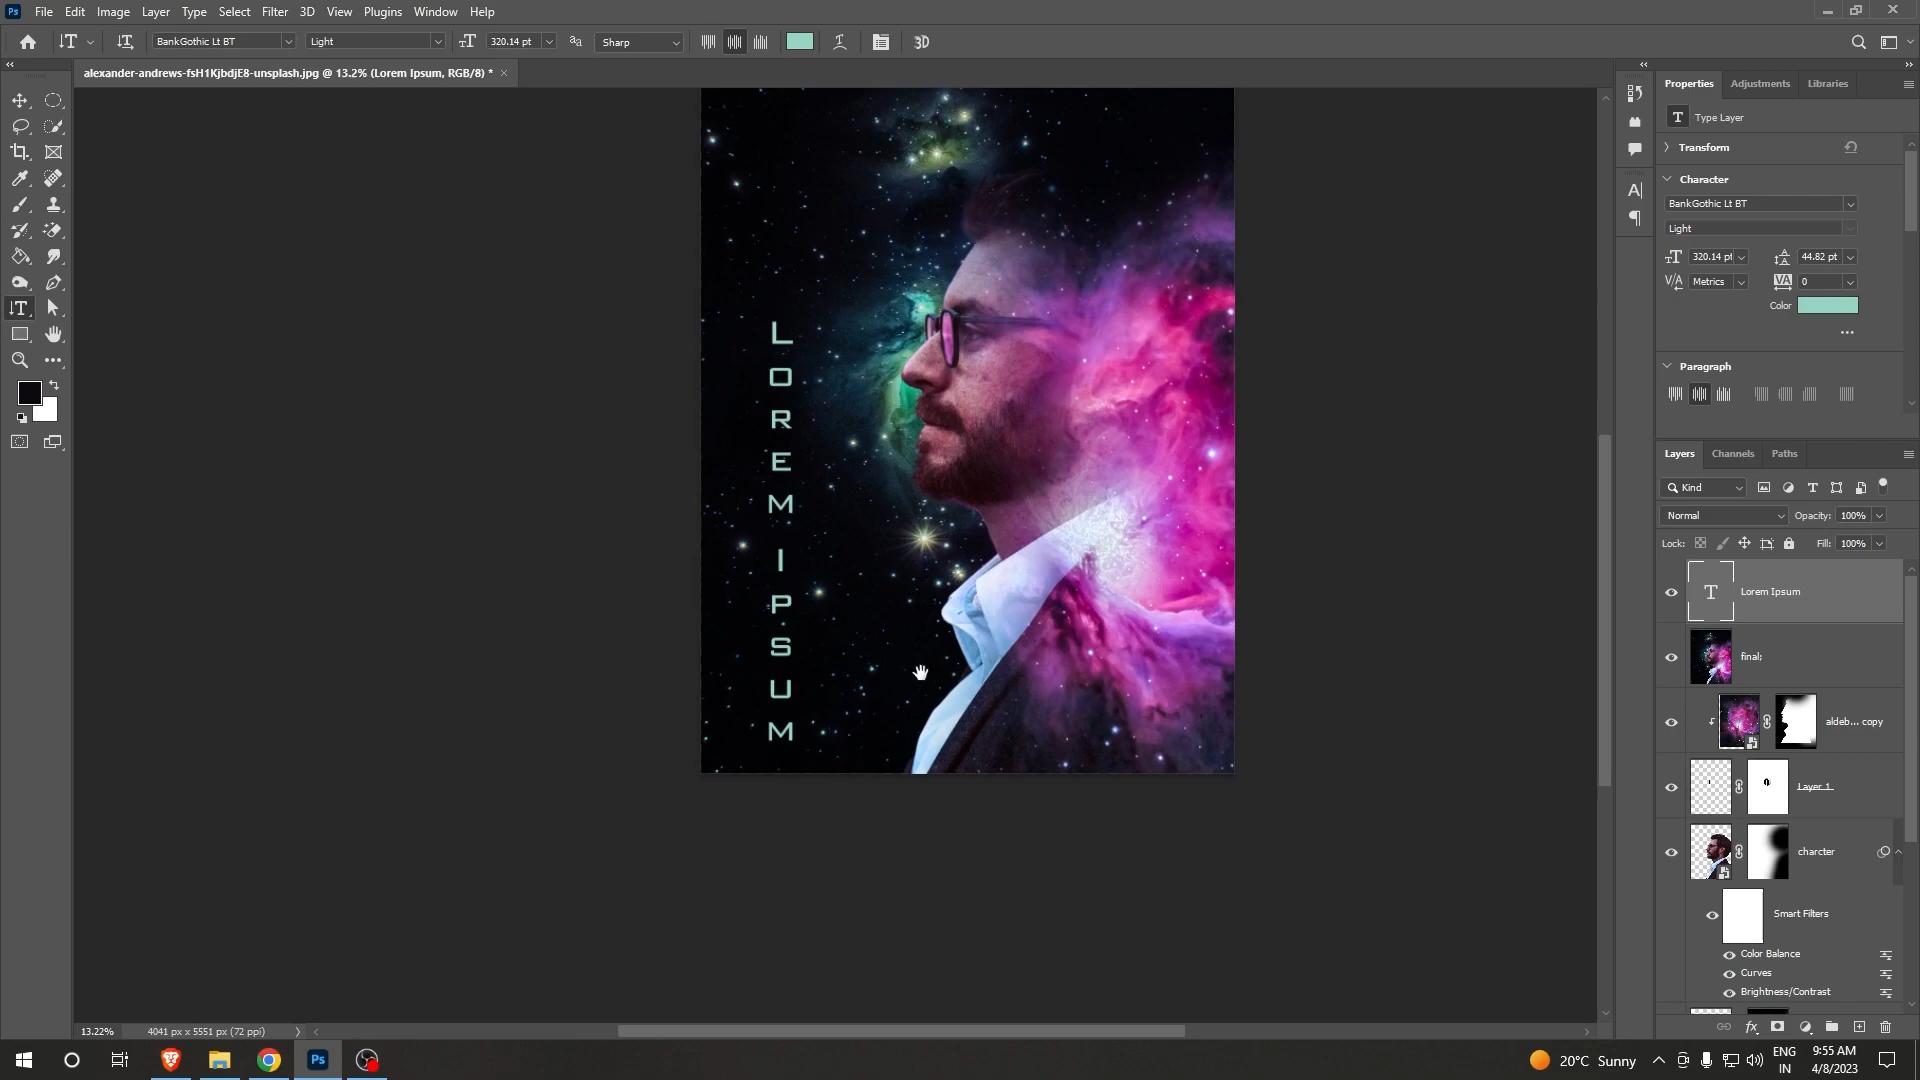 Ps File Edit Image Layer Type Select Filter 3D View Plugins Window Help
BankGothic Lt BT Light 320.14 pt Sharp 3D
alexander-andrews-fsH1KjbdjE8-unsplash.jpg @ 13.2% (Lorem Ipsum, RGB/8) * ×
LOREM IPSUM
Properties Adjustments Libraries
T Type Layer
Transform
Character
BankGothic Lt BT
Light
320.14 pt 44.82 pt
Metrics 0
Color
Paragraph
Layers Channels Paths
Kind
Normal Opacity: 100%
Lock: Fill: 100%
T Lorem Ipsum
final;
aldeb... copy
Layer 1
charcter
Smart Filters
Color Balance
Curves
Brightness/Contrast
13.22% 4041 px x 5551 px (72 ppi)
20°C Sunny
ENG
IN
9:55 AM
4/8/2023